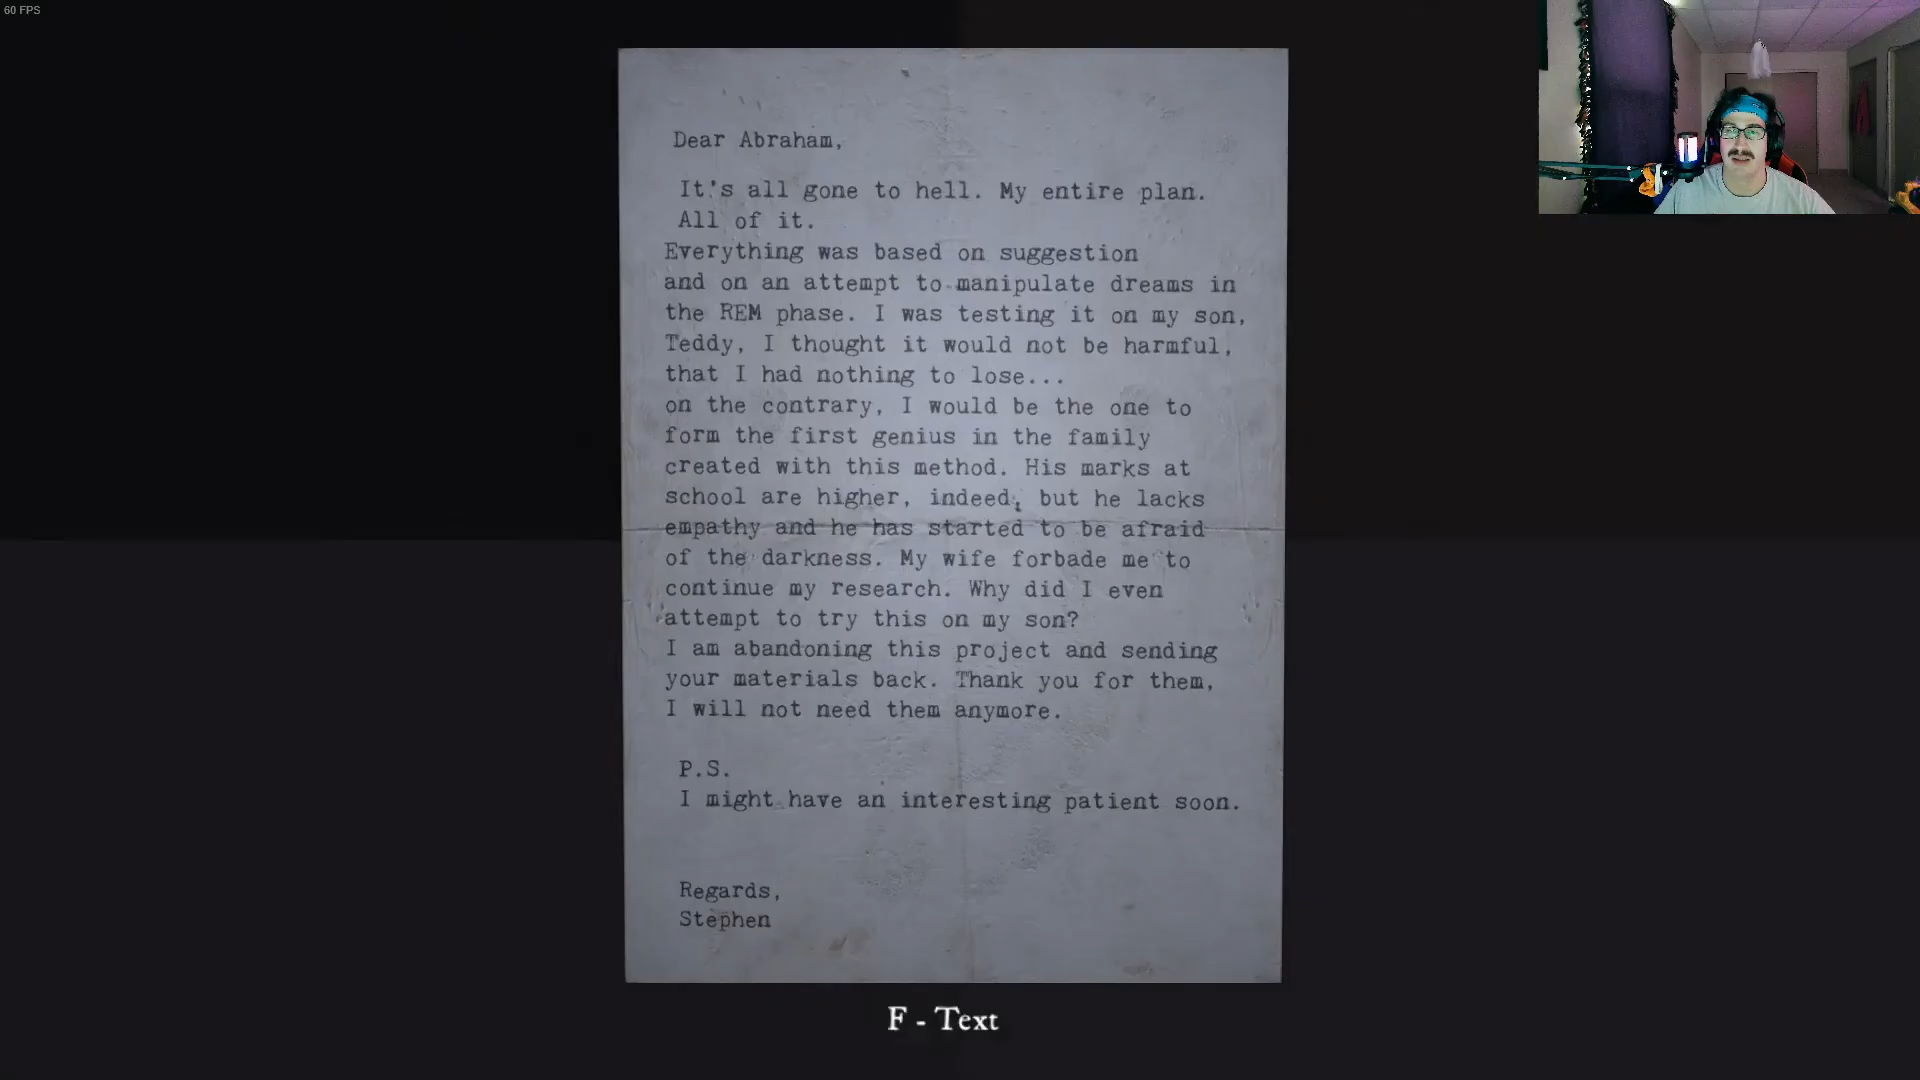 60 FPS
Dear Abraham,
It's all gone to hell. My entire plan.
All of it.
Everything was based on suggestion
and on an attempt to manipulate dreams in
the REM phase. I was testing it on my son,
Teddy, I thought it would not be harmful,
that I had nothing to lose...
on the contrary, I would be the one to
form the first genius in the family
created with this method. His marks at
school are higher, indeed, but he lacks
empathy and he has started to be afraid
of the darkness. My wife forbade me to
continue my research. Why did I even
attempt to try this on my son?
I am abandoning this project and sending
your materials back. Thank you for them,
I will not need them anymore.
P.S.
I might have an interesting patient soon.
Regards,
Stephen
F - Text